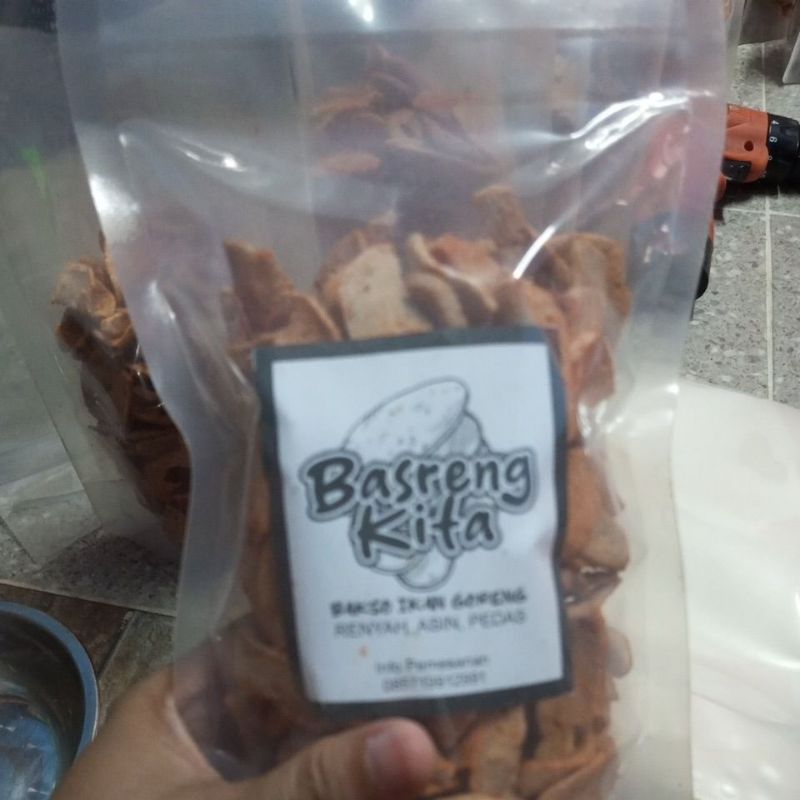 Basreng
Kita
BAKSO IKAN GORENG
RENYAH, ASIN, PEDAS
Info Pemesanan